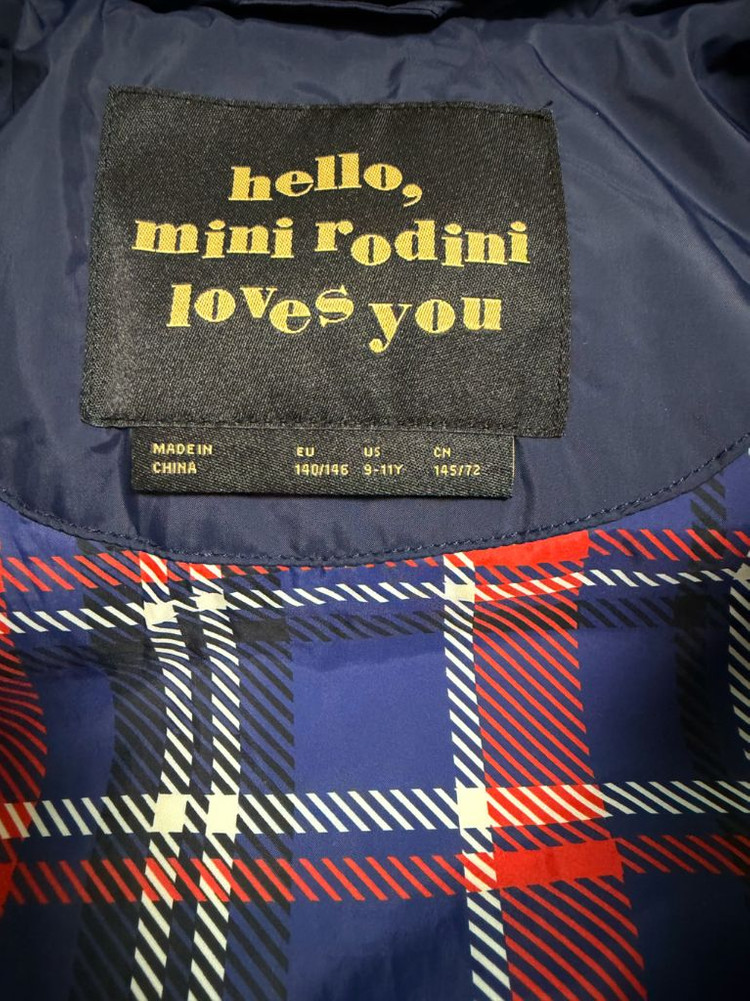 hello,
mini rodini
loves you
MADE IN EU US CN
CHINA 140/146 9-11Y 145/72